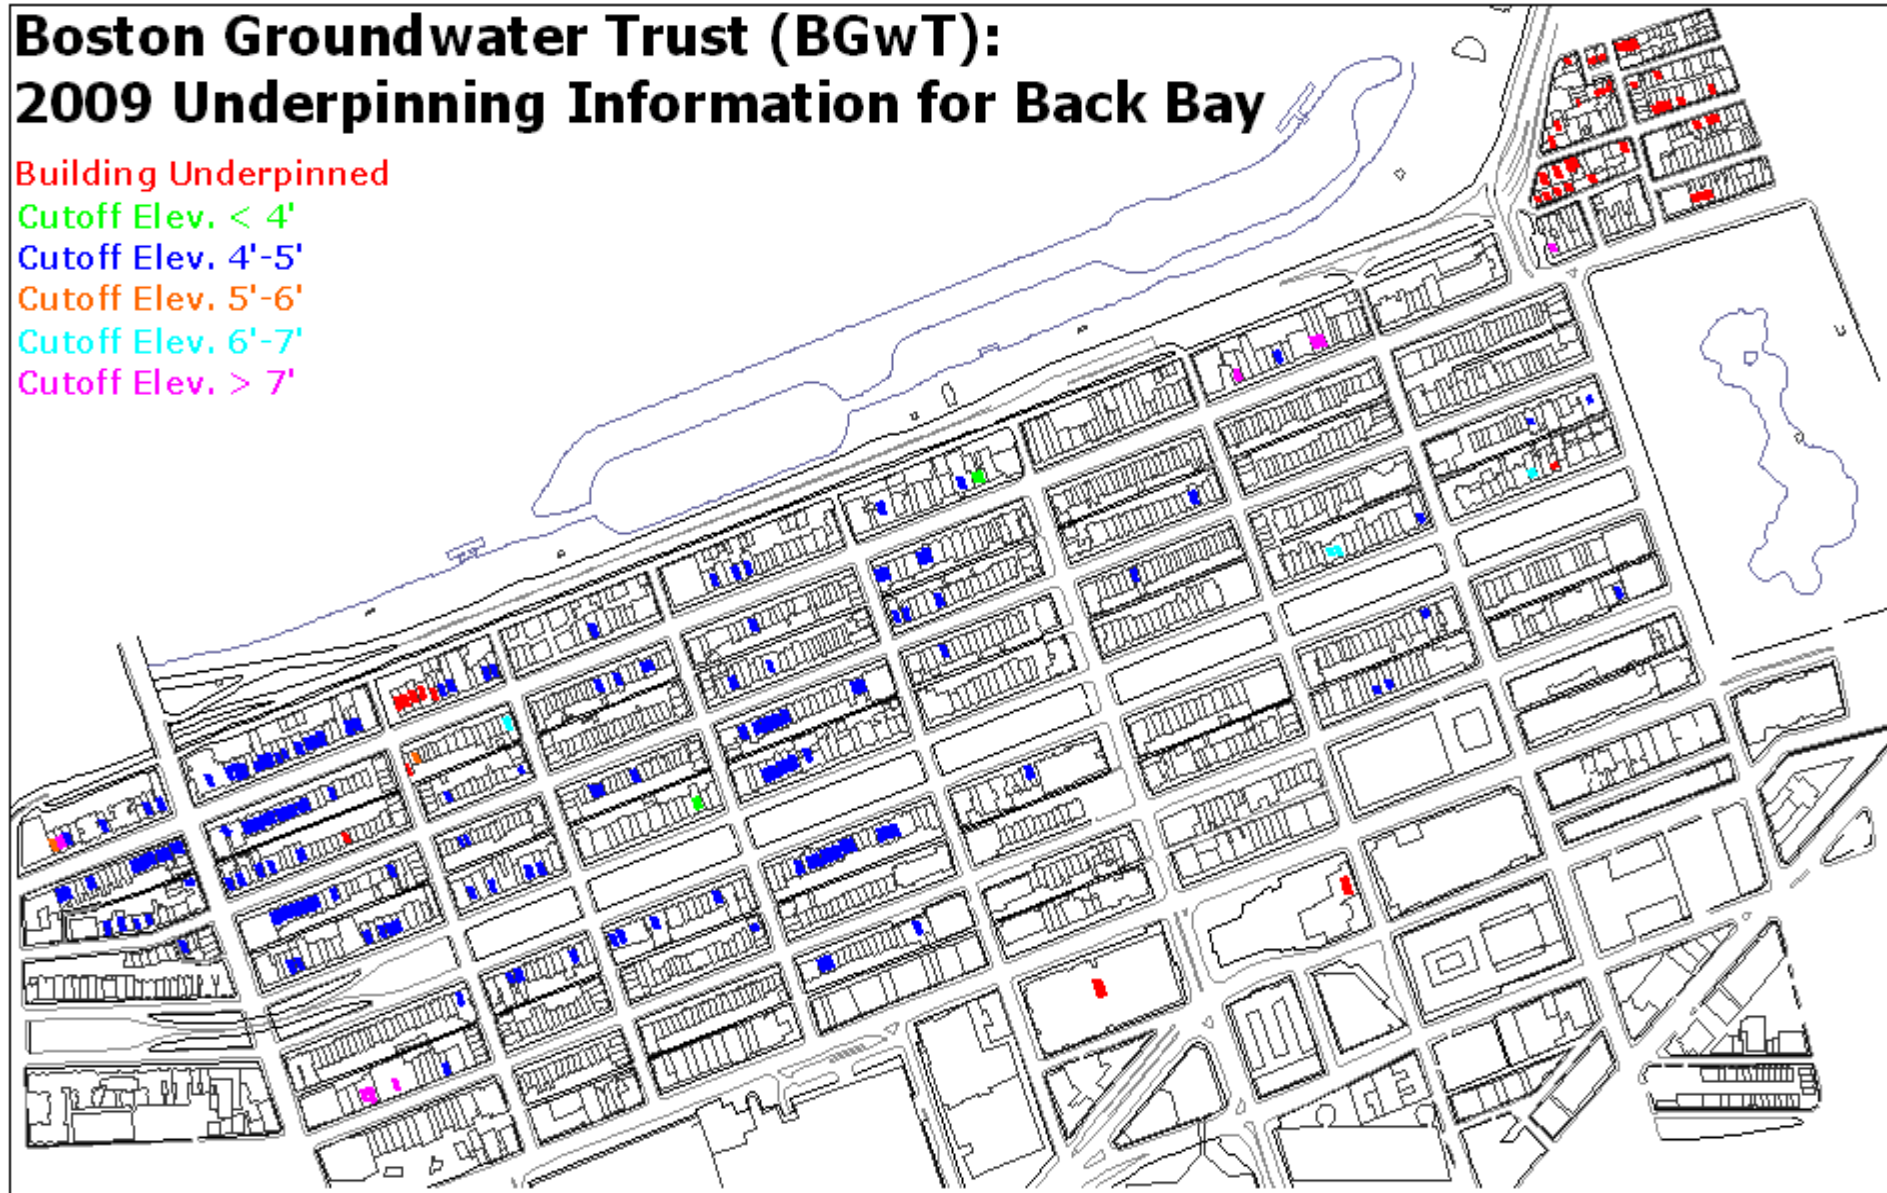 Boston Groundwater Trust (BGwT):
2009 Underpinning Information for Back Bay
Building Underpinned
Cutoff Elev. < 4'
Cutoff Elev. 4'-5'
Cutoff Elev. 5'-6'
Cutoff Elev. 6'-7'
Cutoff Elev. > 7'